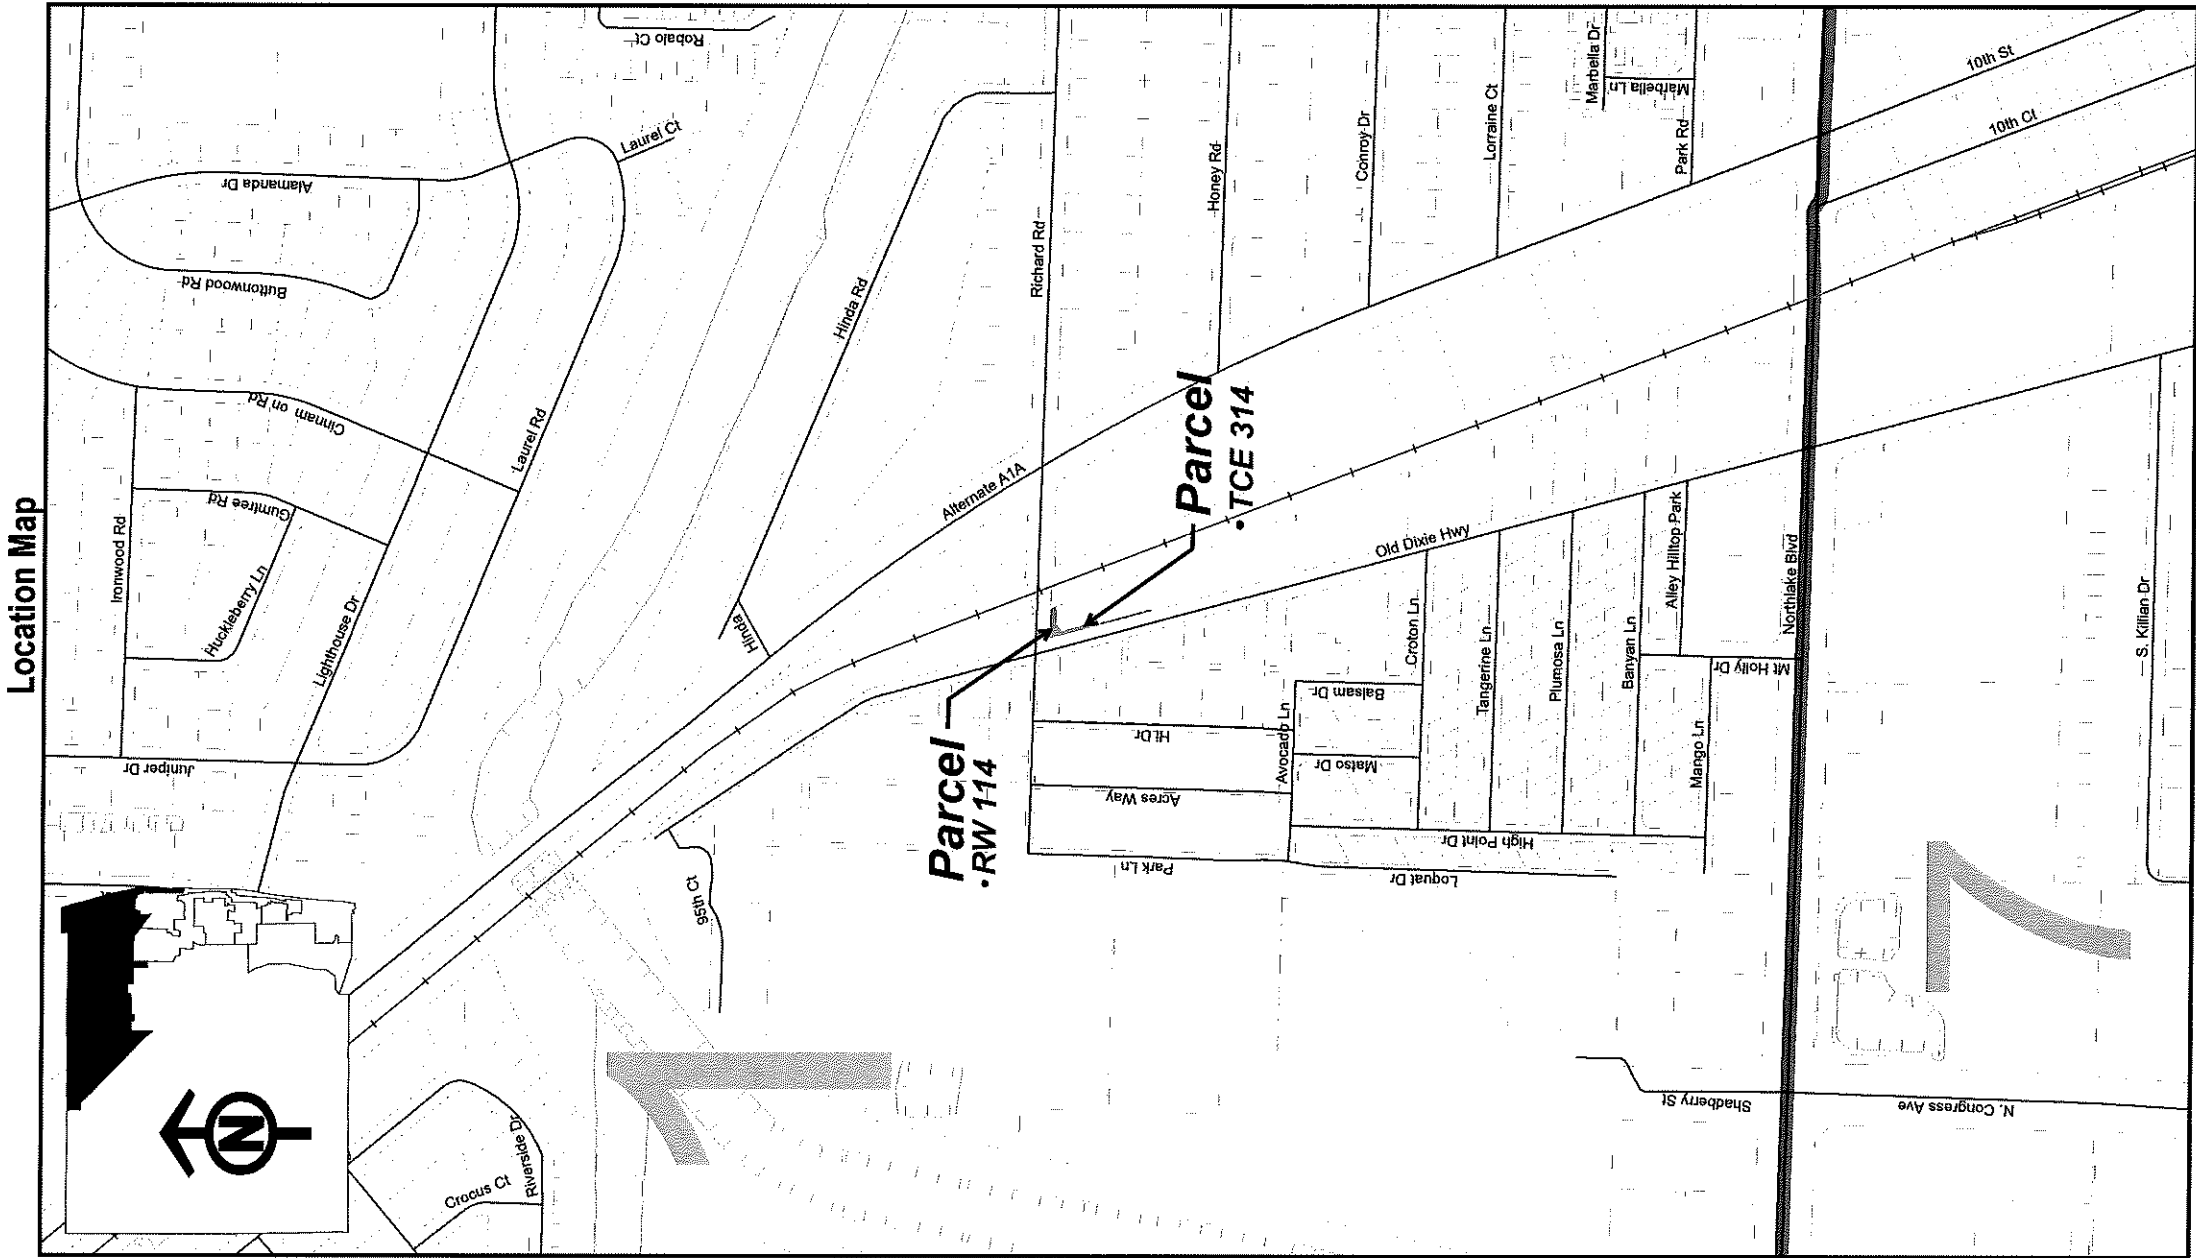 Location Map
N
Robalo Ct
Laurel Ct
Alamanda Dr
Buttonwood Rd
Cinnam on Rd
Laurel Rd
Ironwood Rd
Gumtree Rd
Huckleberry Ln
Lighthouse Dr
Juniper Dr
Hinda Rd
Hinda
Alternate A1A
Richard Rd
Honey Rd
Conroy Dr
Lorraine Ct
Marbella Dr
Marbella Ln
Park Rd
10th St
10th Ct
Parcel
•TCE 314
Parcel
•RW 114
Old Dixie Hwy
Croton Ln
Tangerine Ln
Plumosa Ln
Banyan Ln
Alley Hilltop Park
Northlake Blvd
Mt Holly Dr
S. Killian Dr
Hi Dr
Avocado Ln
Balsam Dr
Matso Dr
Acres Way
Mango Ln
High Point Dr
Park Ln
Loquat Dr
95th Ct
Crocus Ct
Riverside Dr
Shadberry St
N. Congress Ave